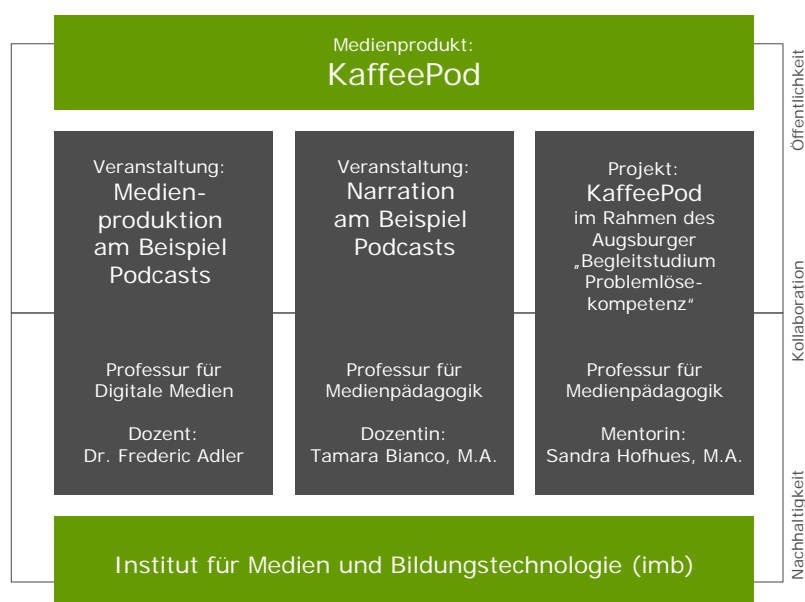 Medienprodukt:
KaffeePod
Veranstaltung:
Medien-
produktion
am Beispiel
Podcasts
Professur für
Digitale Medien
Dozent:
Dr. Frederic Adler
Veranstaltung:
Narration
am Beispiel
Podcasts
Professur für
Medienpädagogik
Dozentin:
Tamara Bianco, M.A.
Projekt:
KaffeePod
im Rahmen des
Augsburger
„Begleitstudium
Problemlöse-
kompetenz“
Professur für
Medienpädagogik
Mentorin:
Sandra Hofhues, M.A.
Institut für Medien und Bildungstechnologie (imb)
Öffentlichkeit
Kollaboration
Nachhaltigkeit